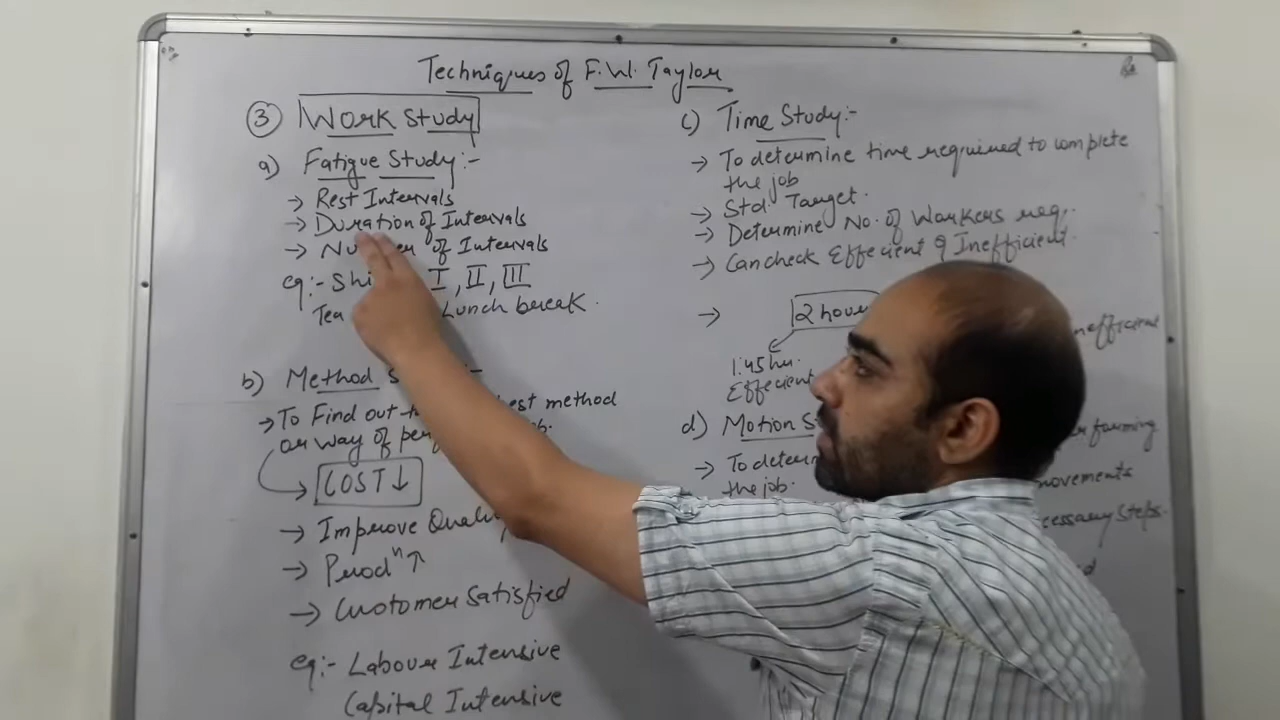 Techniques of F.W. Taylor
③ Work Study
a) Fatigue Study :-
→ Rest Intervals
→ Duration of Intervals
→ of Intervals
eg:- I, II, III
Tea Lunch break.
b) Method
→ To Find out best method
or way of
→ COST ↓
→ Improve
→ Prodⁿ ↑
→ Customer Satisfied
eg:- Labour Intensive
Capital Intensive
c) Time Study :-
→ To determine time required to complete
the job
→ Std. Target.
→ Determine No. of Workers req.
→ Can check Effecient & Inefficient.
→ 2 hours
1:45 hr.
Effecient
d) Motion
→
the job.
movements
Steps.